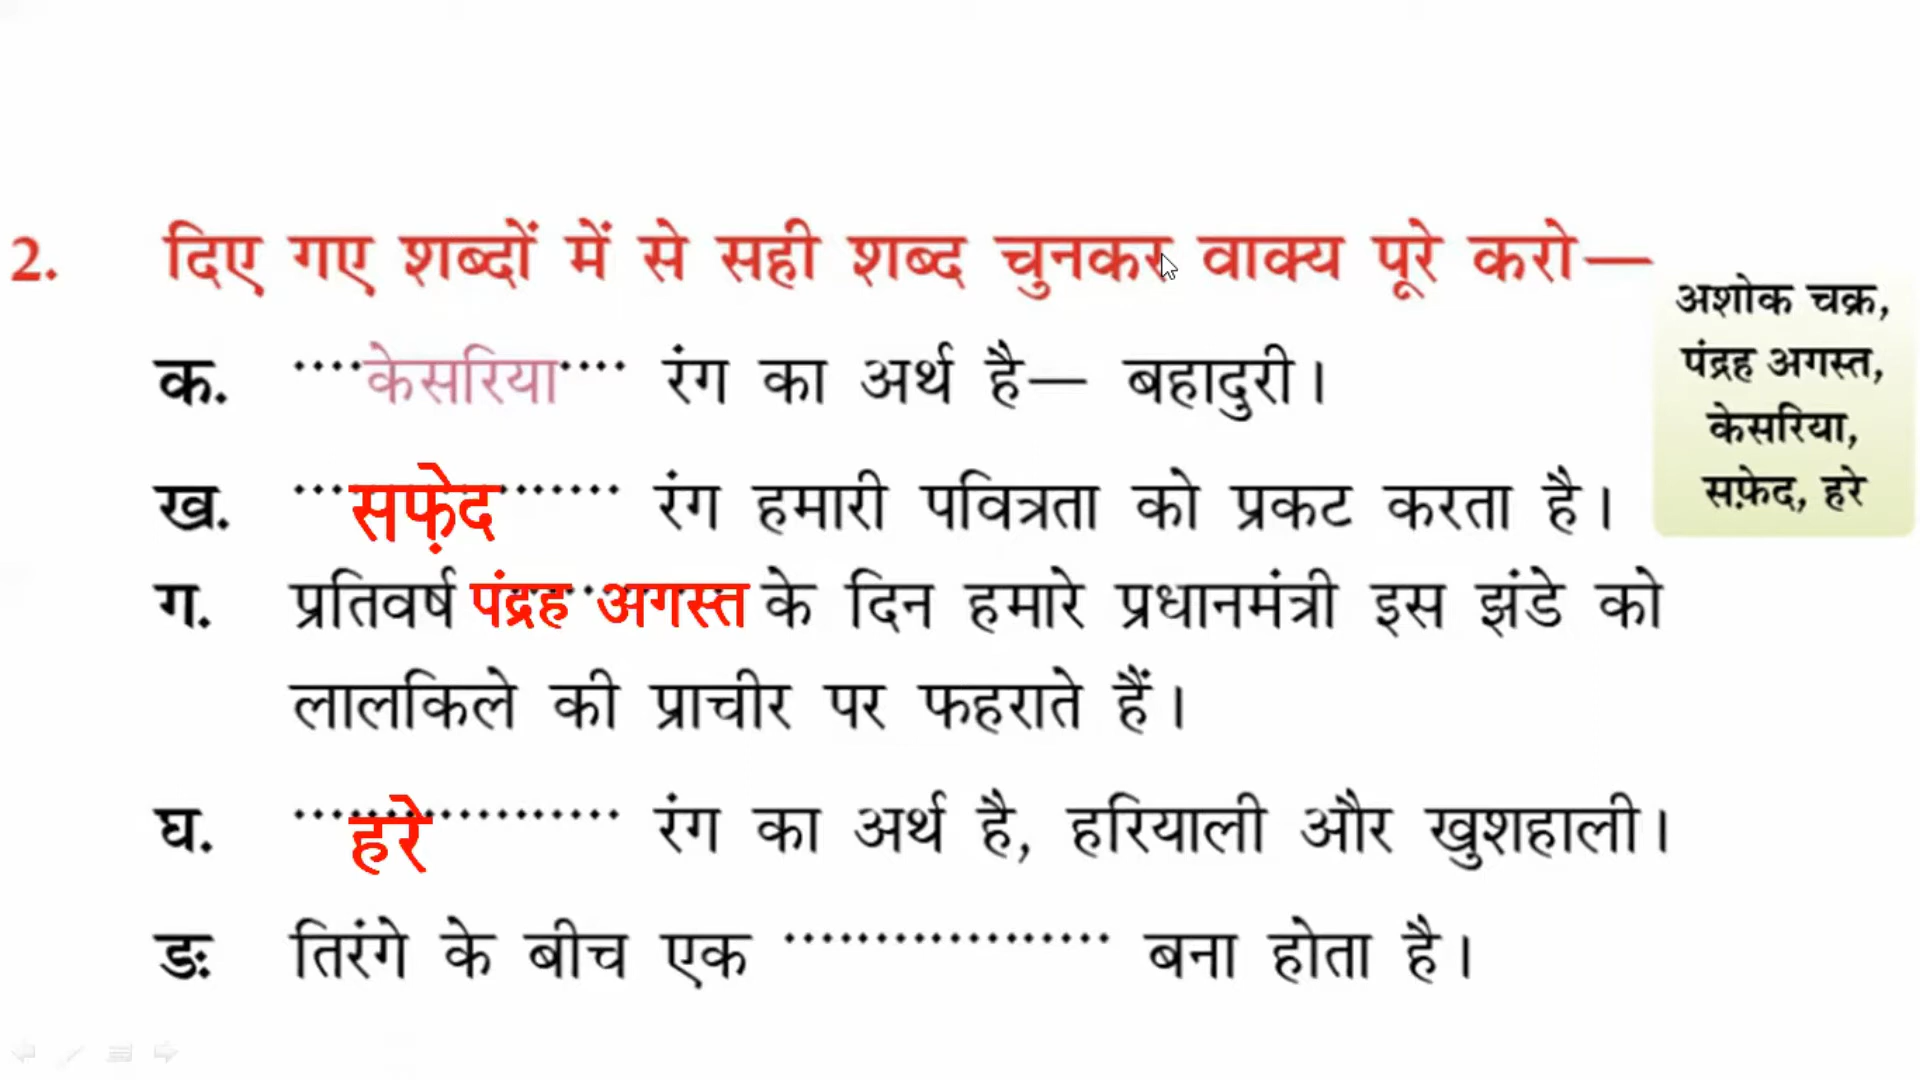 2. दिए गए शब्दों में से सही शब्द चुनकर वाक्य पूरे करो—
अशोक चक्र,
पंद्रह अगस्त,
केसरिया,
सफ़ेद, हरे
क. ....केसरिया.... रंग का अर्थ है— बहादुरी।
ख. ...सफ़ेद....... रंग हमारी पवित्रता को प्रकट करता है।
ग. प्रतिवर्ष पंद्रह अगस्त के दिन हमारे प्रधानमंत्री इस झंडे को
लालकिले की प्राचीर पर फहराते हैं।
घ. ...हरे.......... रंग का अर्थ है, हरियाली और खुशहाली।
ङ. तिरंगे के बीच एक .................. बना होता है।